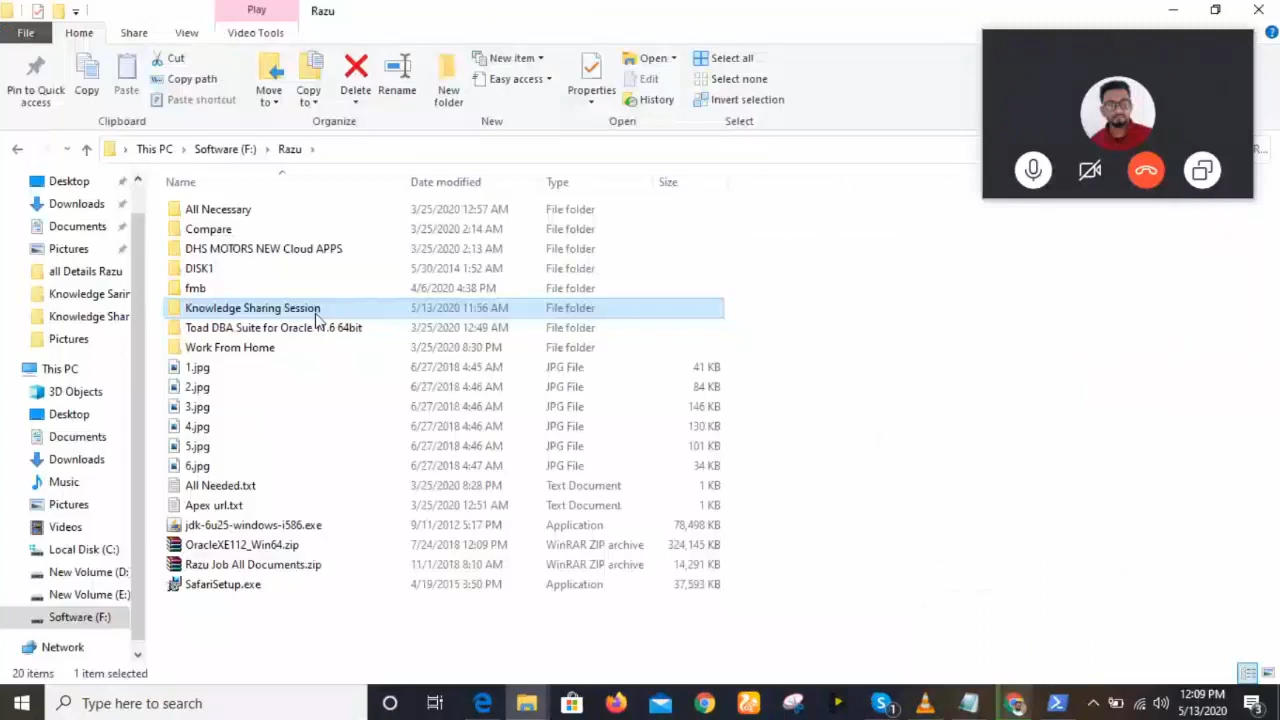 Play
Razu
File
Home
Share
View
Video Tools
Pin to Quick access
Copy
Paste
Cut
Copy path
Paste shortcut
Clipboard
Move to
Copy to
Delete
Rename
Organize
New folder
New item
Easy access
New
Properties
Open
Edit
History
Open
Select all
Select none
Invert selection
Select
This PC
Software (F:)
Razu
R...
Name
Date modified
Type
Size
Desktop
Downloads
Documents
Pictures
all Details Razu
Knowledge Sarin
Knowledge Shar
Pictures
This PC
3D Objects
Desktop
Documents
Downloads
Music
Pictures
Videos
Local Disk (C:)
New Volume (D:
New Volume (E:)
Software (F:)
Network
All Necessary 3/25/2020 12:57 AM File folder
Compare 3/25/2020 2:14 AM File folder
DHS MOTORS NEW Cloud APPS 3/25/2020 2:13 AM File folder
DISK1 5/30/2014 1:52 AM File folder
fmb 4/6/2020 4:38 PM File folder
Knowledge Sharing Session 5/13/2020 11:56 AM File folder
Toad DBA Suite for Oracle 3/25/2020 12:49 AM File folder
Work From Home 3/25/2020 8:30 PM File folder
1.jpg 6/27/2018 4:45 AM JPG File 41 KB
2.jpg 6/27/2018 4:46 AM JPG File 84 KB
3.jpg 6/27/2018 4:46 AM JPG File 146 KB
4.jpg 6/27/2018 4:46 AM JPG File 130 KB
5.jpg 6/27/2018 4:46 AM JPG File 101 KB
6.jpg 6/27/2018 4:47 AM JPG File 34 KB
All Needed.txt 3/25/2020 8:28 PM Text Document 1 KB
Apex url.txt 3/25/2020 12:51 AM Text Document 1 KB
jdk-6u25-windows-i586.exe 9/11/2012 5:17 PM Application 78,498 KB
OracleXE112_Win64.zip 7/24/2018 12:09 PM WinRAR ZIP archive 324,145 KB
Razu Job All Documents.zip 11/1/2018 8:10 AM WinRAR ZIP archive 14,291 KB
SafariSetup.exe 4/19/2015 3:50 PM Application 37,593 KB
20 items
1 item selected
Type here to search
1
12:09 PM
5/13/2020
3